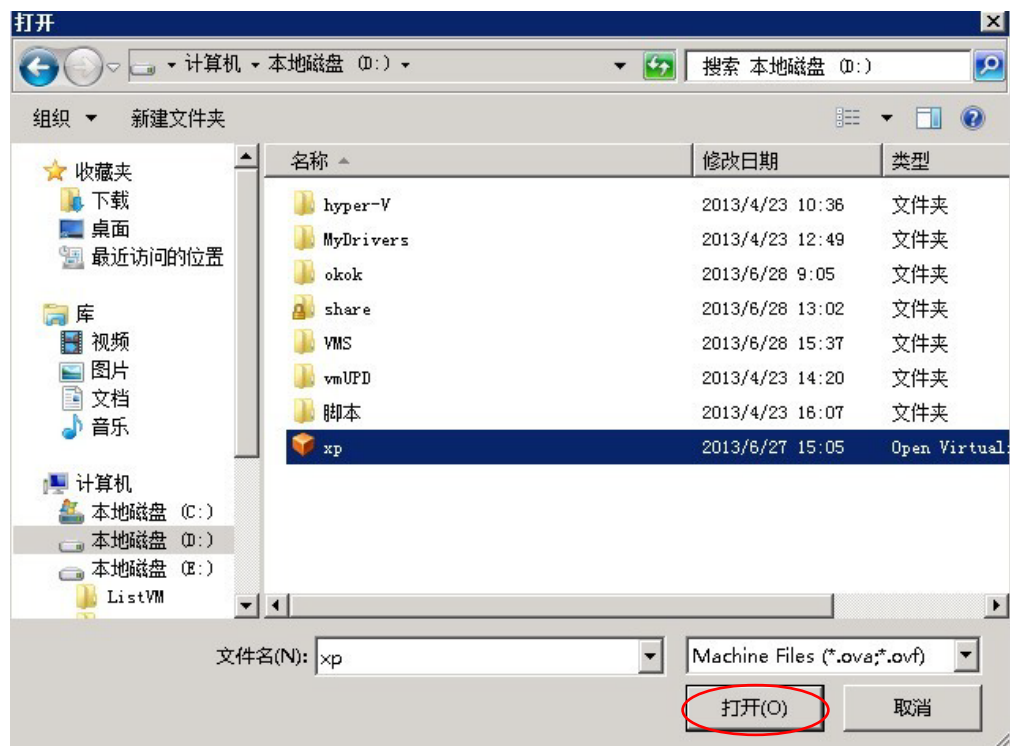 打开
计算机 本地磁盘 (D:)
搜索 本地磁盘 (D:)
组织 新建文件夹
收藏夹
下载
桌面
最近访问的位置
库
视频
图片
文档
音乐
计算机
本地磁盘 (C:)
本地磁盘 (D:)
本地磁盘 (E:)
ListVM
名称 修改日期 类型
hyper-V 2013/4/23 10:36 文件夹
MyDrivers 2013/4/23 12:49 文件夹
okok 2013/6/28 9:05 文件夹
share 2013/6/28 13:02 文件夹
VMS 2013/6/28 15:37 文件夹
vmUPD 2013/4/23 14:20 文件夹
脚本 2013/4/23 16:07 文件夹
xp 2013/6/27 15:05 Open Virtual
文件名(N): xp Machine Files (*.ova;*.ovf)
打开(O) 取消